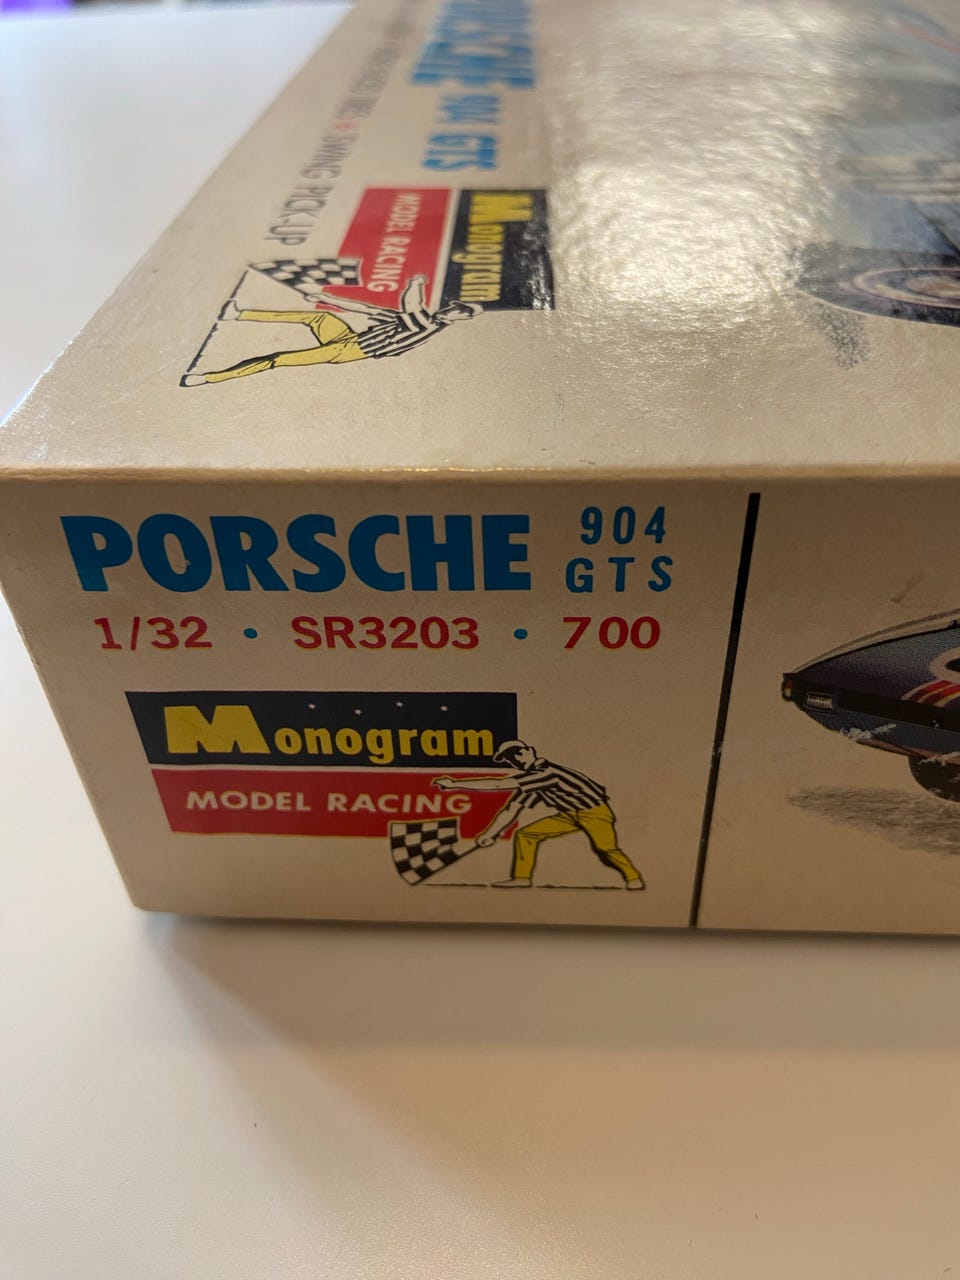 904 GTS
SWING PICK-UP
Monogram
MODEL RACING
PORSCHE 904
GTS
1/32 • SR3203 • 700
Monogram
MODEL RACING